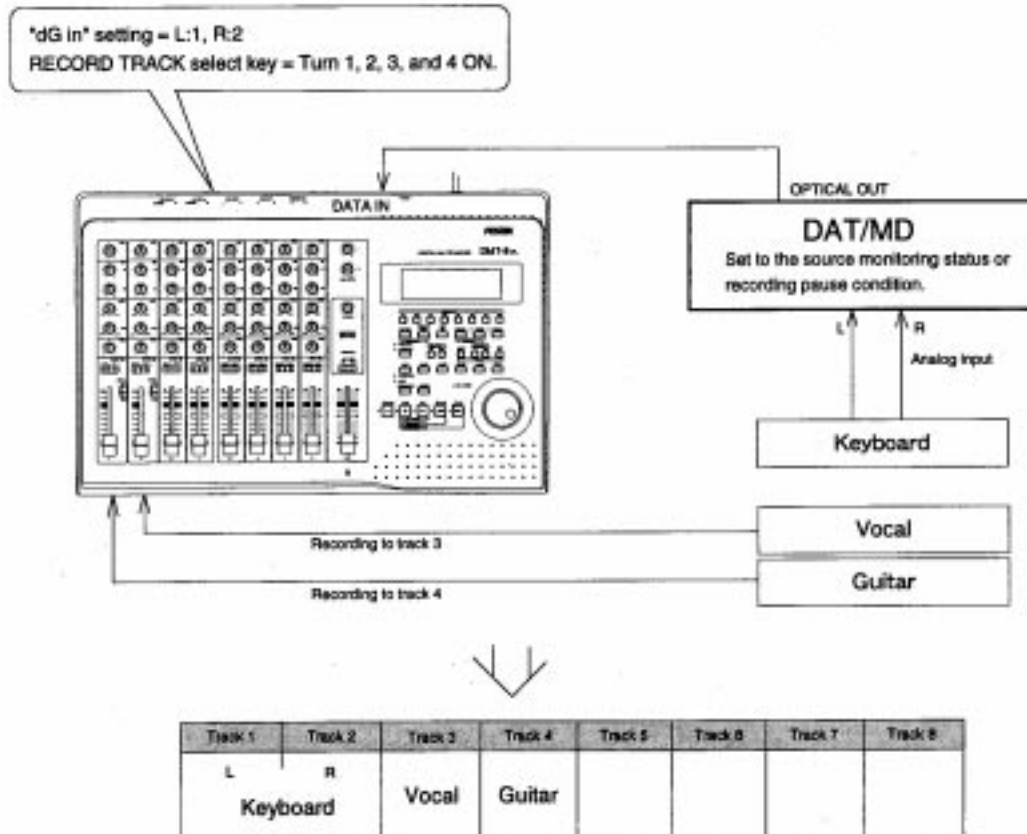 "dG in" setting = L:1, R:2
RECORD TRACK select key = Turn 1, 2, 3, and 4 ON.
OPTICAL OUT
DATA IN
DAT/MD
Set to the source monitoring status or
recording pause condition.
L
R
Analog input
Keyboard
Vocal
Recording to track 3
Guitar
Recording to track 4
Track 1
Track 2
Track 3
Track 4
Track 5
Track 6
Track 7
Track 8
L
R
Keyboard
Vocal
Guitar